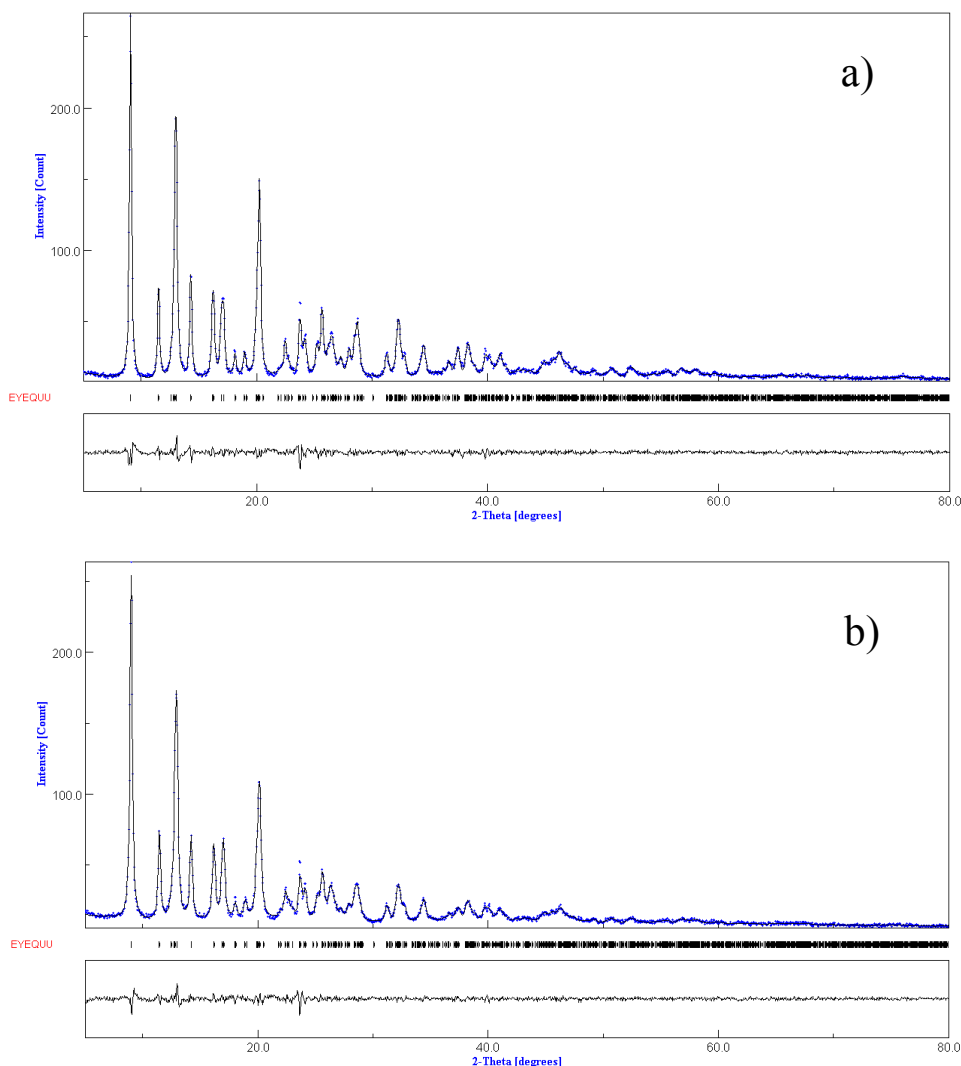 a)
Intensity [Count]
200.0
100.0
EYEQUU
20.0 40.0 60.0 80.0
2-Theta [degrees]
b)
Intensity [Count]
200.0
100.0
EYEQUU
20.0 40.0 60.0 80.0
2-Theta [degrees]